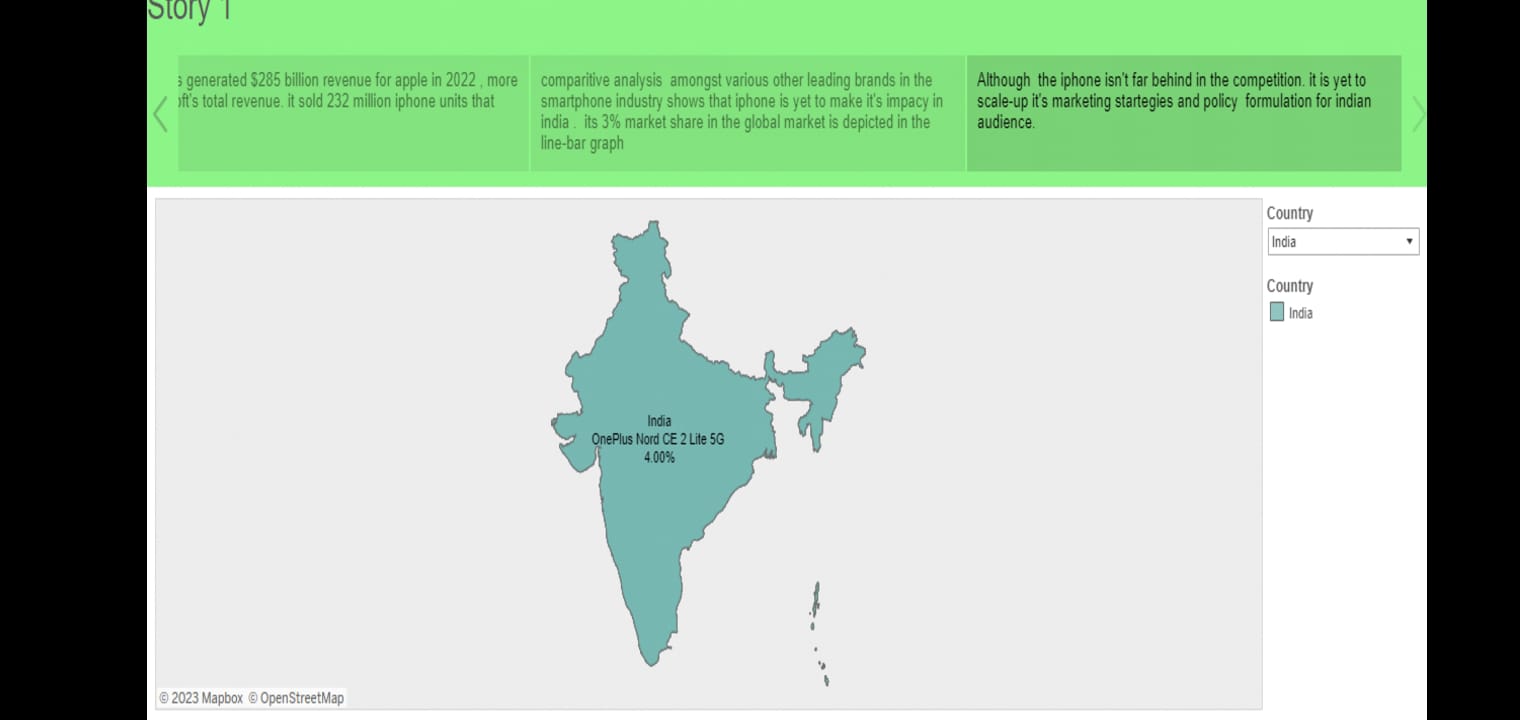 Story 1
s generated $285 billion revenue for apple in 2022 , more
oft's total revenue. it sold 232 million iphone units that
comparitive analysis amongst various other leading brands in the
smartphone industry shows that iphone is yet to make it's impacy in
india . its 3% market share in the global market is depicted in the
line-bar graph
Although the iphone isn't far behind in the competition. it is yet to
scale-up it's marketing startegies and policy formulation for indian
audience.
Country
India
Country
India
India
OnePlus Nord CE 2 Lite 5G
4.00%
© 2023 Mapbox © OpenStreetMap